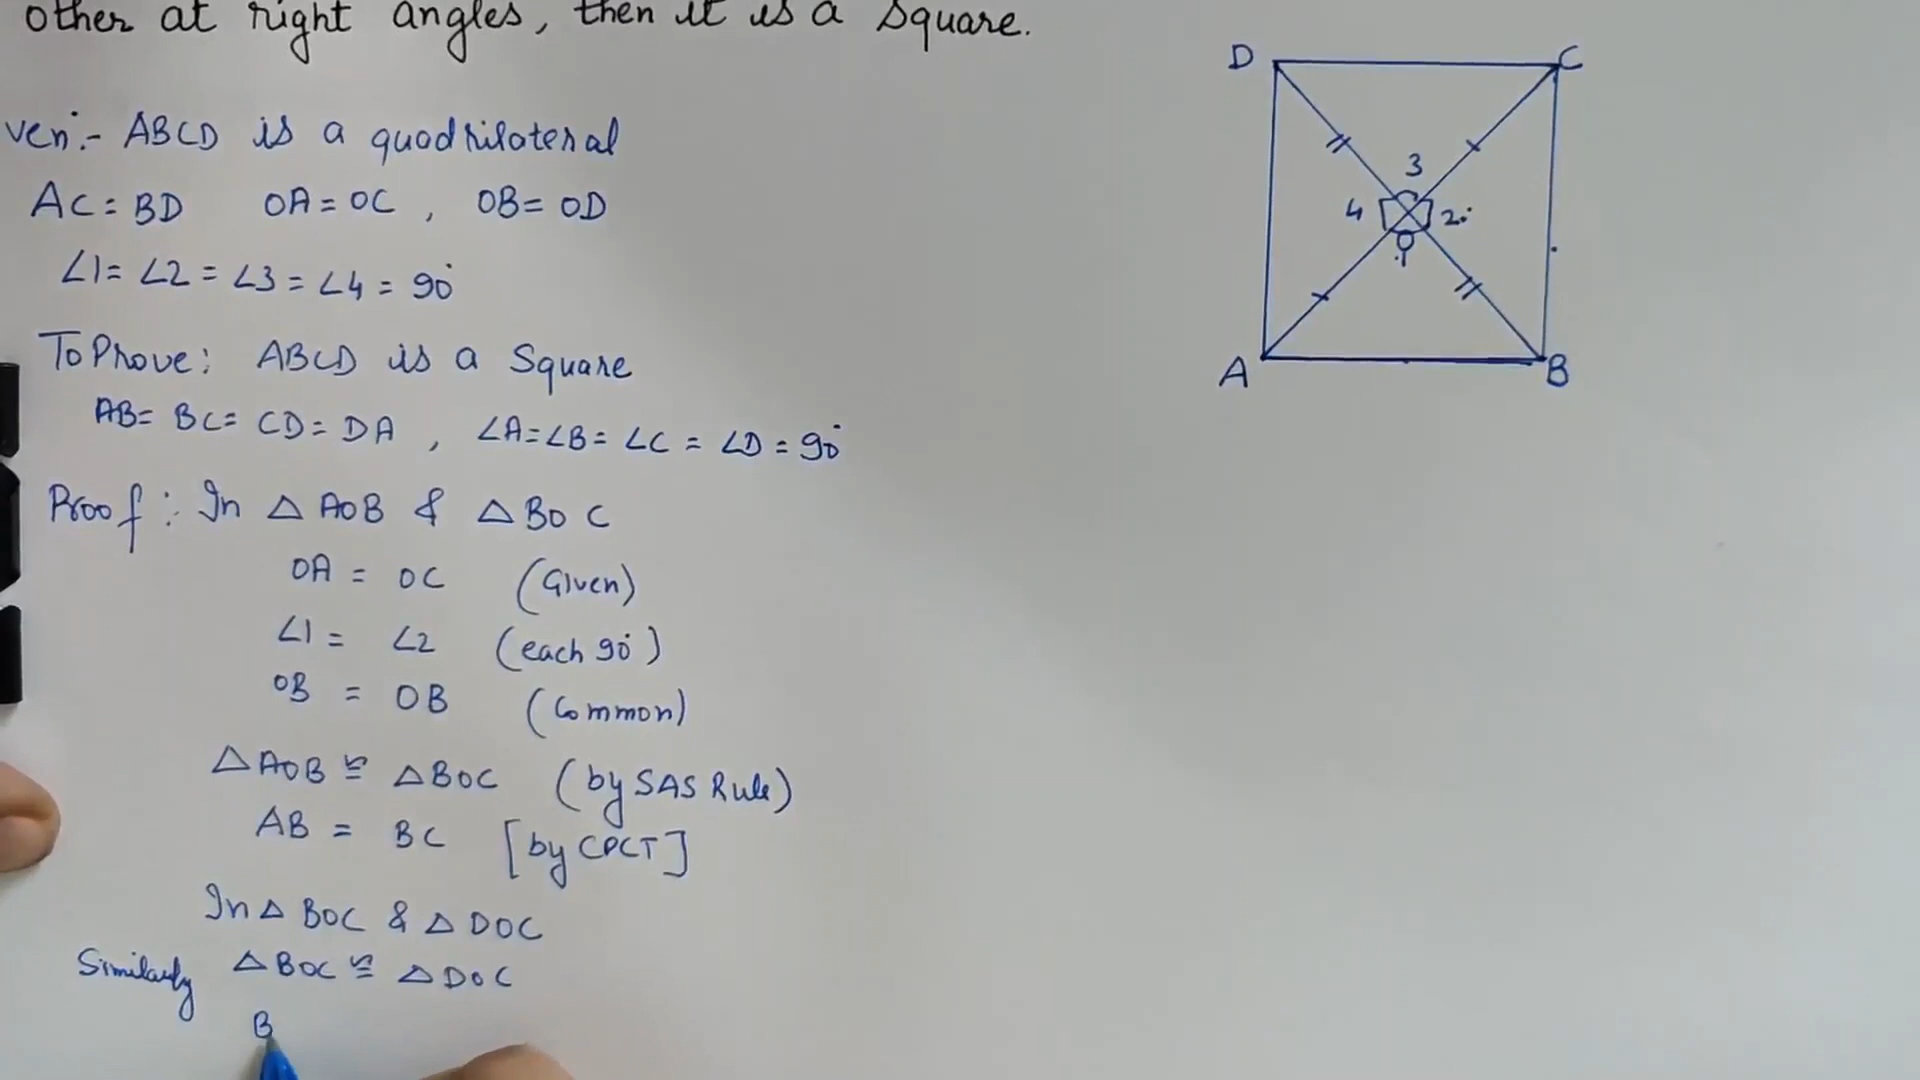 other at right angles, then it is a Square.
ven:- ABCD is a quadrilateral
AC = BD OA = OC , OB = OD
∠1 = ∠2 = ∠3 = ∠4 = 90°
To Prove: ABCD is a Square
AB = BC = CD = DA , ∠A = ∠B = ∠C = ∠D = 90°
Proof: In △ AOB & △ BOC
OA = OC (Given)
∠1 = ∠2 (each 90°)
OB = OB (Common)
△AOB ≅ △BOC (by SAS Rule)
AB = BC [by CPCT]
In △ BOC & △ DOC
Similarly △BOC ≅ △DOC
B
D C
3
4 2
O
1
A B